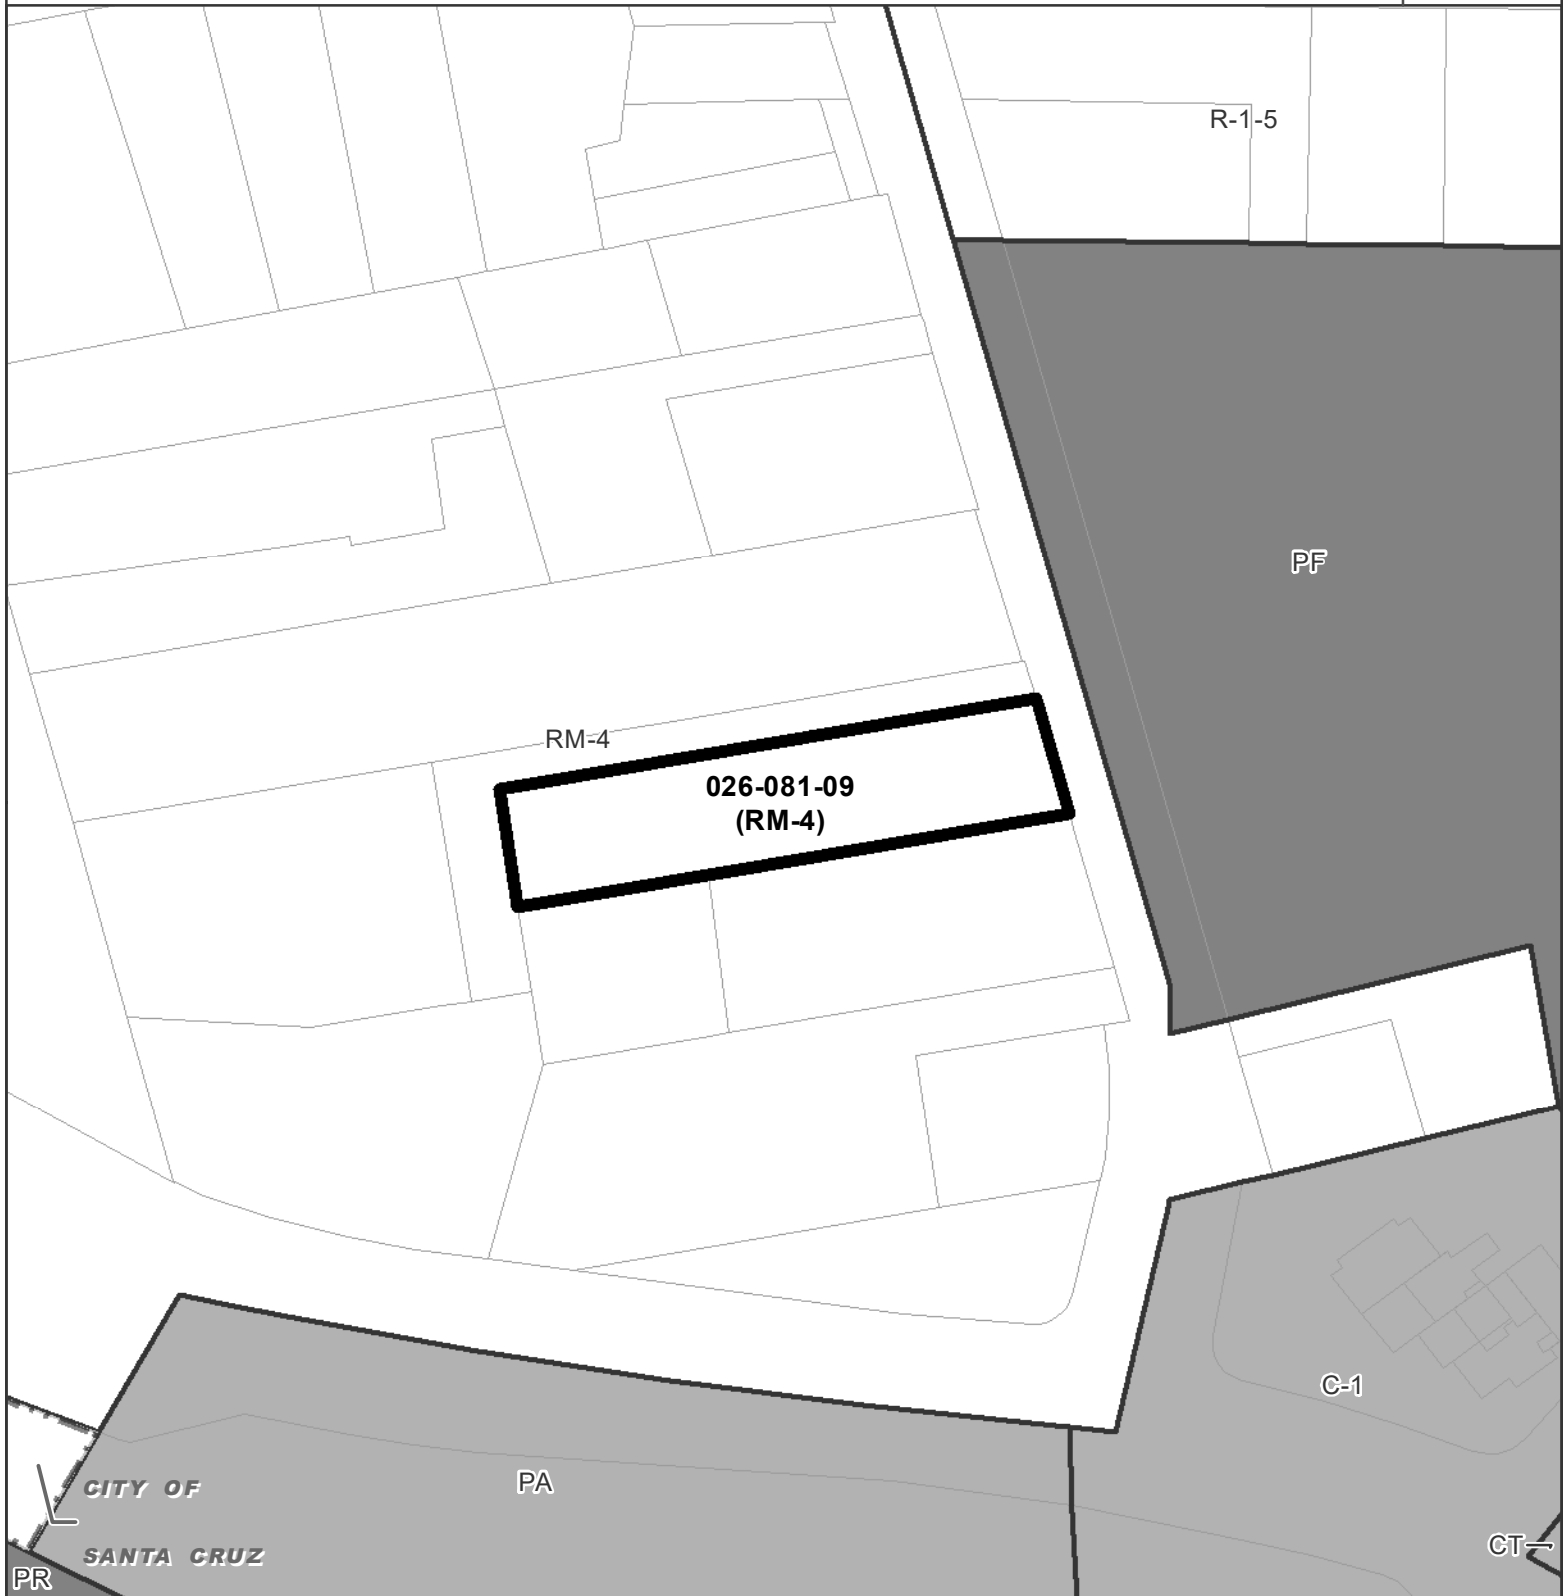 R-1-5
PF
RM-4
026-081-09
(RM-4)
C-1
PA
CITY OF
SANTA CRUZ
CT
PR